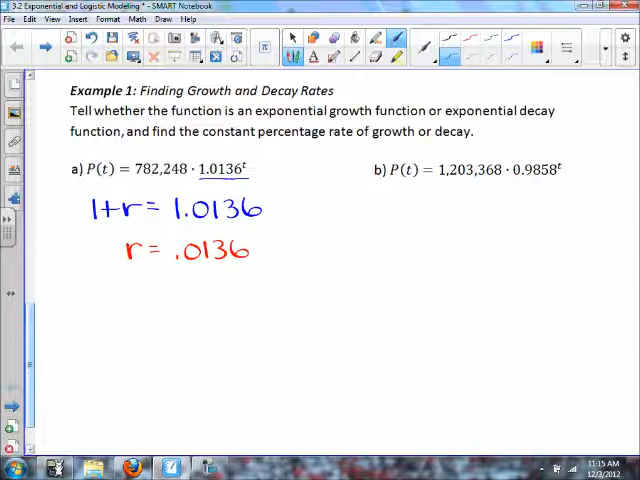 3.2 Exponential and Logistic Modeling * - SMART Notebook
File Edit View Insert Format Math Draw Help
Example 1: Finding Growth and Decay Rates
Tell whether the function is an exponential growth function or exponential decay
function, and find the constant percentage rate of growth or decay.
a) P(t) = 782,248 · 1.0136ᵗ
b) P(t) = 1,203,368 · 0.9858ᵗ
1+r = 1.0136
r = .0136
11:15 AM
12/3/2012